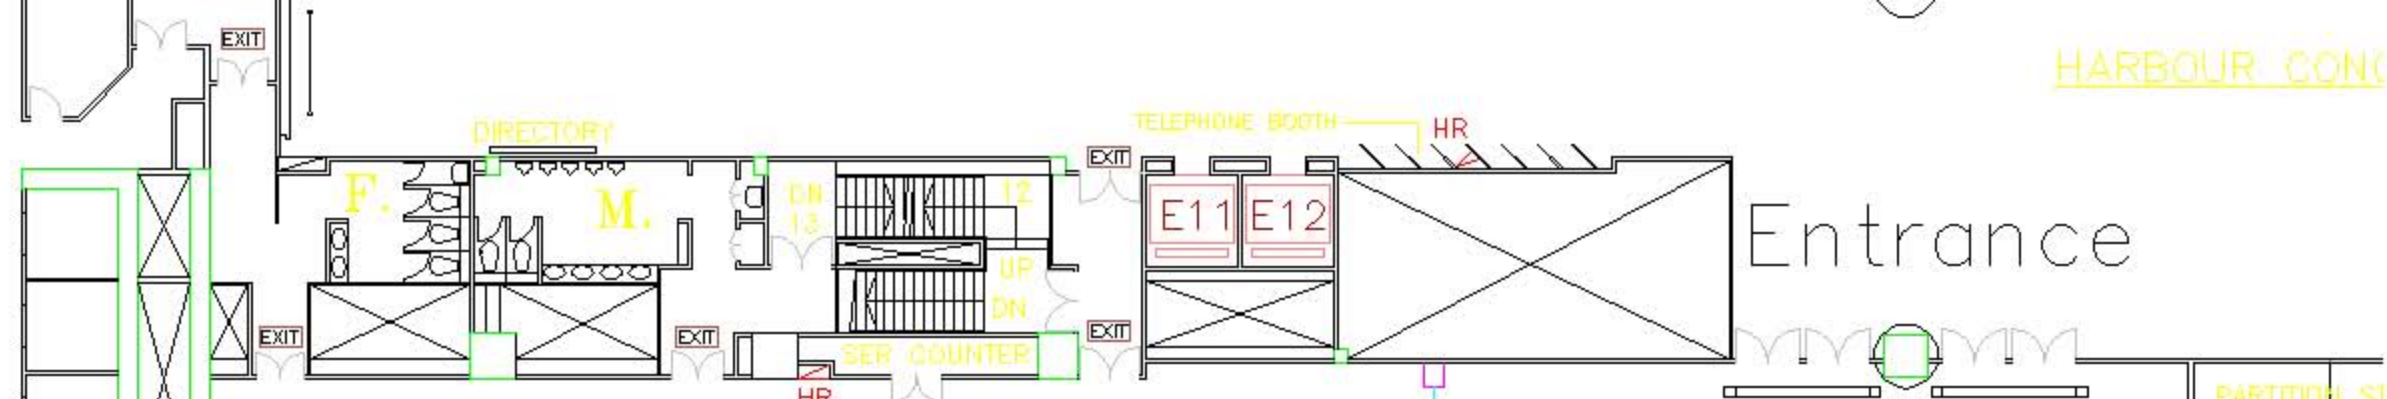 EXIT
HARBOUR CONC
DIRECTORY
TELEPHONE BOOTH
HR
EXIT
F.
M.
DN
13
12
E11
E12
Entrance
UP
DN
EXIT
EXIT
EXIT
SER COUNTER
HR
PARTITION